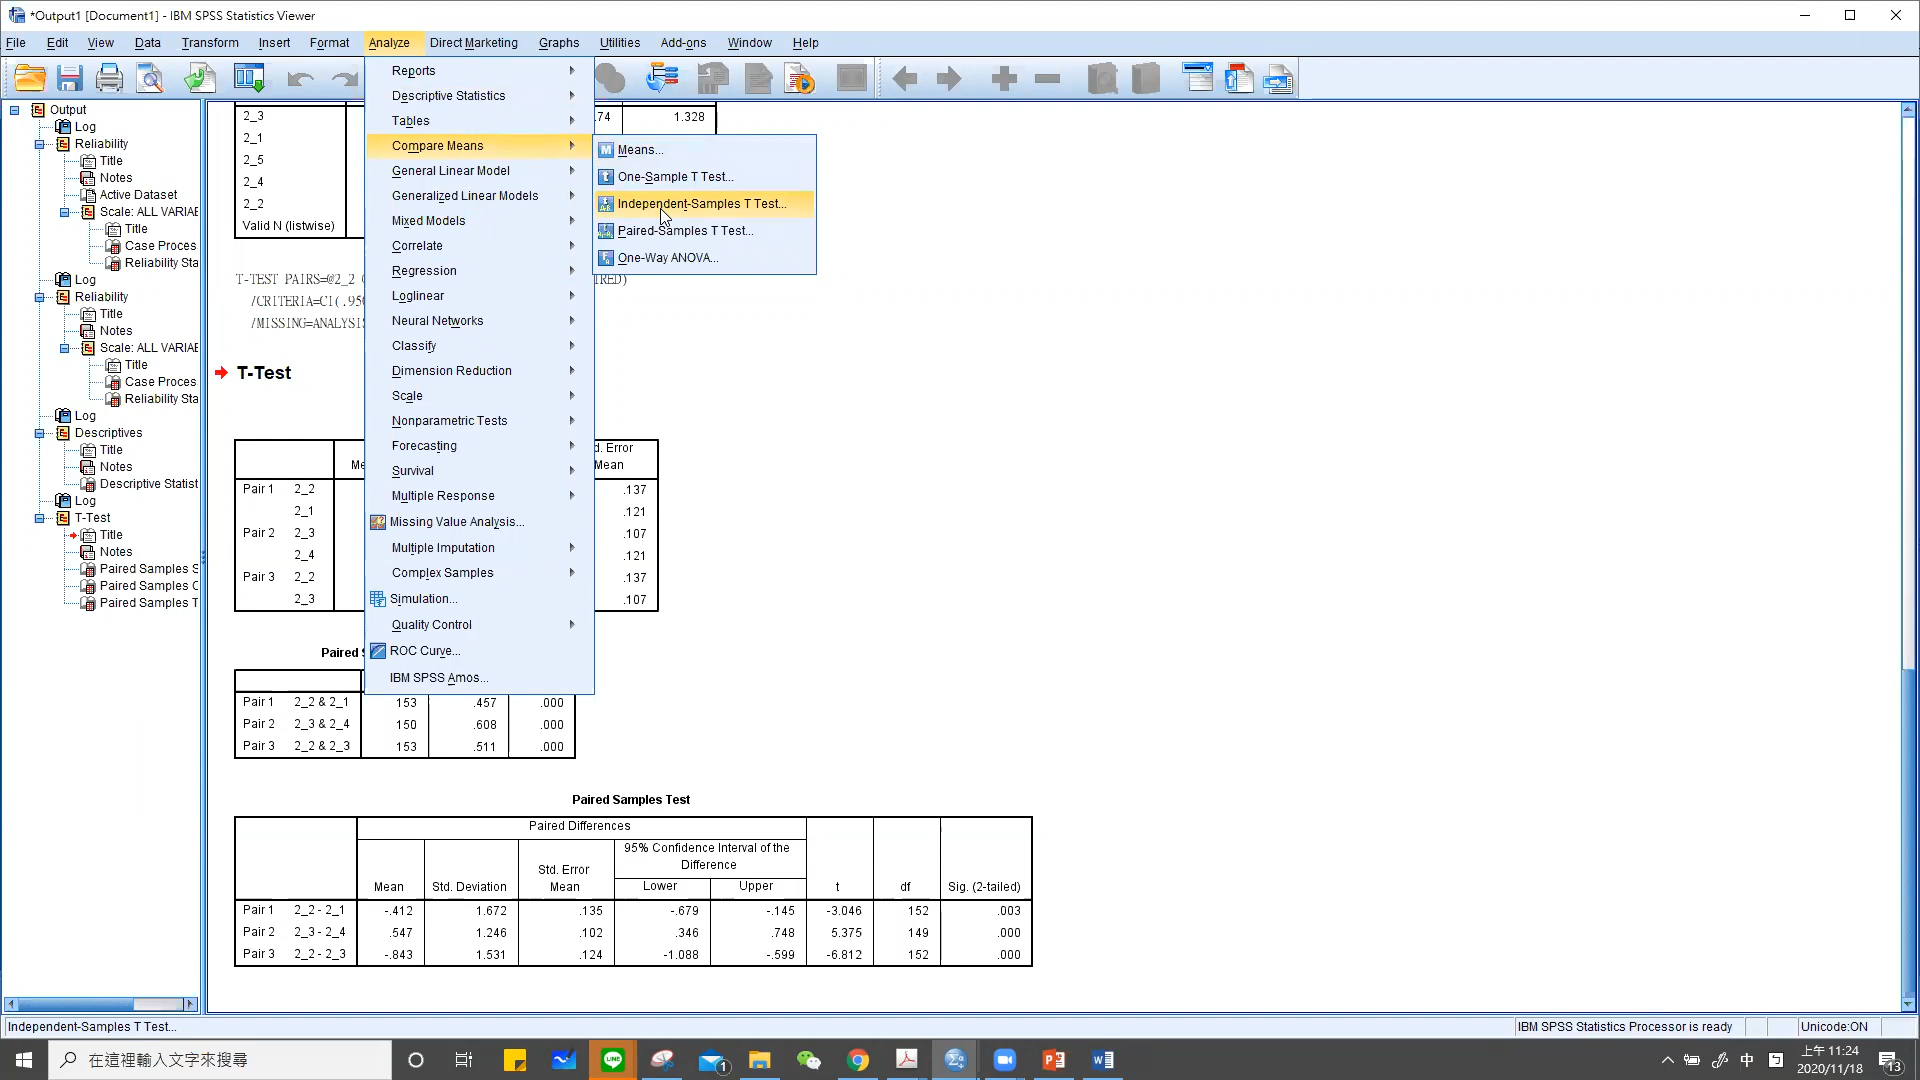 *Output1 [Document1] - IBM SPSS Statistics Viewer
File Edit View Data Transform Insert Format Analyze Direct Marketing Graphs Utilities Add-ons Window Help
Output
Log
Reliability
Title
Notes
Active Dataset
Scale: ALL VARIAE
Title
Case Proces
Reliability Sta
Log
Reliability
Title
Notes
Scale: ALL VARIAE
Title
Case Proces
Reliability Sta
Log
Descriptives
Title
Notes
Descriptive Statist
Log
T-Test
Title
Notes
Paired Samples S
Paired Samples C
Paired Samples T
Reports
Descriptive Statistics
Tables
Compare Means
General Linear Model
Generalized Linear Models
Mixed Models
Correlate
Regression
Loglinear
Neural Networks
Classify
Dimension Reduction
Scale
Nonparametric Tests
Forecasting
Survival
Multiple Response
Missing Value Analysis...
Multiple Imputation
Complex Samples
Simulation...
Quality Control
ROC Curve...
IBM SPSS Amos...
Means...
One-Sample T Test...
Independent-Samples T Test...
Paired-Samples T Test...
One-Way ANOVA...
2_3 74 1.328
2_1
2_5
2_4
2_2
Valid N (listwise)
T-TEST PAIRS=@2_2 RED)
/CRITERIA=CI(.95
/MISSING=ANALYSIS
T-Test
d. Error
Me Mean
Pair 1 2_2 .137
2_1 .121
Pair 2 2_3 .107
2_4 .121
Pair 3 2_2 .137
2_3 .107
Paired
Pair 1 2_2 & 2_1 153 .457 .000
Pair 2 2_3 & 2_4 150 .608 .000
Pair 3 2_2 & 2_3 153 .511 .000
Paired Samples Test
Paired Differences
95% Confidence Interval of the Difference
Mean Std. Deviation Std. Error Mean Lower Upper t df Sig. (2-tailed)
Pair 1 2_2 - 2_1 -.412 1.672 .135 -.679 -.145 -3.046 152 .003
Pair 2 2_3 - 2_4 .547 1.246 .102 .346 .748 5.375 149 .000
Pair 3 2_2 - 2_3 -.843 1.531 .124 -1.088 -.599 -6.812 152 .000
Independent-Samples T Test...
IBM SPSS Statistics Processor is ready
Unicode:ON
在這裡輸入文字來搜尋
LINE
1
中
上午 11:24
2020/11/18
13